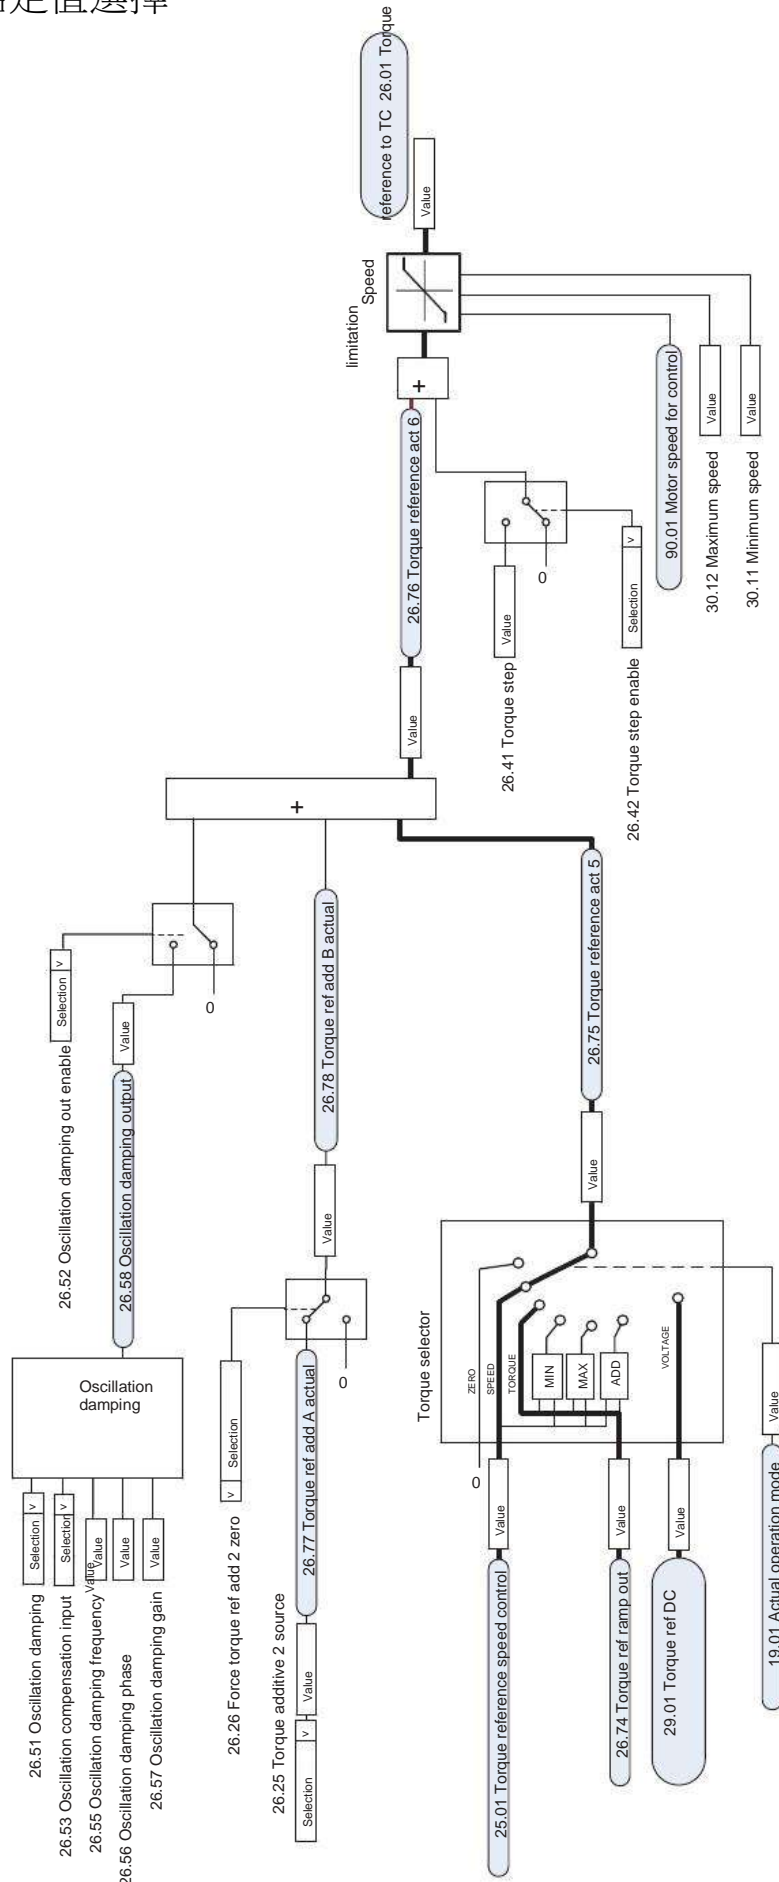 值選擇
26.01 Torque
reference to TC
Value
Speed
limitation
+
26.76 Torque reference act 6
Value
90.01 Motor speed for control
Value
30.12 Maximum speed
Value
30.11 Minimum speed
0
Value
26.41 Torque step
v
Selection
26.42 Torque step enable
+
v
Selection
26.52 Oscillation damping out enable
0
Value
26.58 Oscillation damping output
Oscillation
damping
26.78 Torque ref add B actual
Value
0
Selection
v
26.26 Force torque ref add 2 zero
26.77 Torque ref add A actual
Value
v
Selection
26.25 Torque additive 2 source
v
Selection
26.51 Oscillation damping
v
Selection
26.53 Oscillation compensation input
Value
Value
26.55 Oscillation damping frequency
Value
26.56 Oscillation damping phase
Value
26.57 Oscillation damping gain
26.75 Torque reference act 5
Value
Torque selector
ZERO
SPEED
TORQUE
MIN
MAX
ADD
VOLTAGE
0
Value
25.01 Torque reference speed control
Value
26.74 Torque ref ramp out
Value
29.01 Torque ref DC
Value
19.01 Actual operation mode